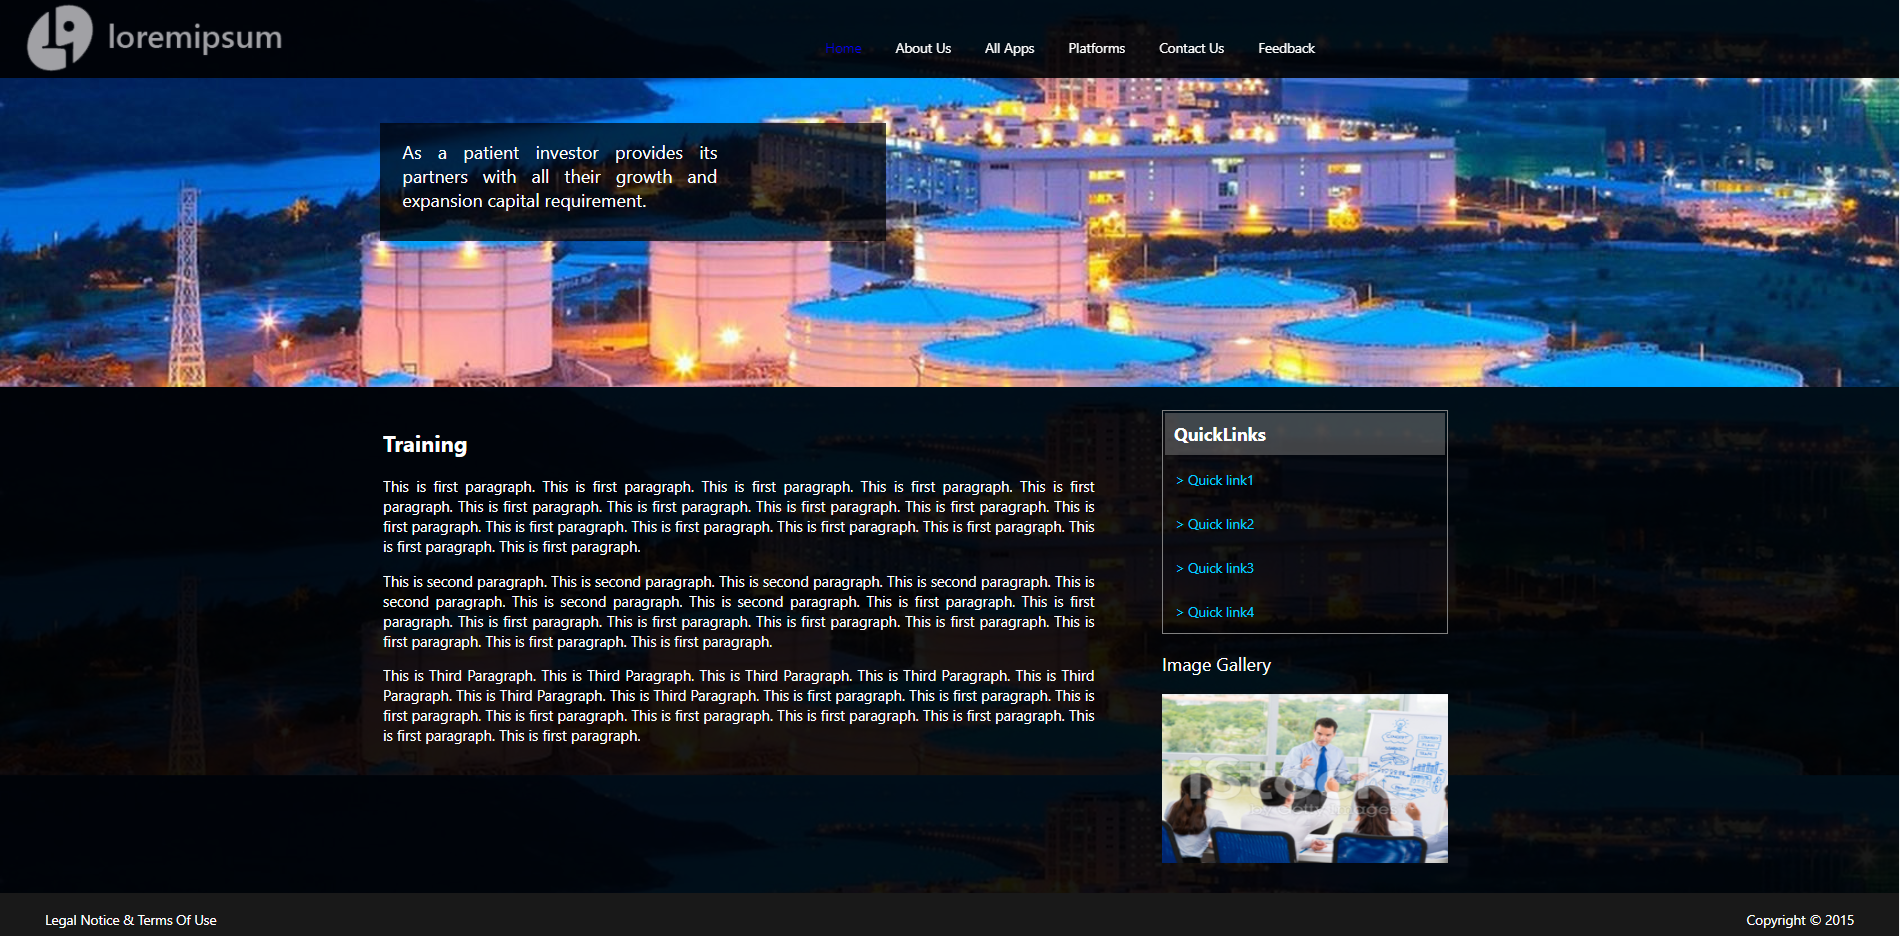 loremipsum
Home About Us All Apps Platforms Contact Us Feedback
As a patient investor provides its
partners with all their growth and
expansion capital requirement.
Training
This is first paragraph. This is first paragraph. This is first paragraph. This is first paragraph. This is first
paragraph. This is first paragraph. This is first paragraph. This is first paragraph. This is first paragraph. This is
first paragraph. This is first paragraph. This is first paragraph. This is first paragraph. This is first paragraph. This
is first paragraph. This is first paragraph.
This is second paragraph. This is second paragraph. This is second paragraph. This is second paragraph. This is
second paragraph. This is second paragraph. This is second paragraph. This is first paragraph. This is first
paragraph. This is first paragraph. This is first paragraph. This is first paragraph. This is first paragraph. This is
first paragraph. This is first paragraph. This is first paragraph.
This is Third Paragraph. This is Third Paragraph. This is Third Paragraph. This is Third Paragraph. This is Third
Paragraph. This is Third Paragraph. This is Third Paragraph. This is first paragraph. This is first paragraph. This is
first paragraph. This is first paragraph. This is first paragraph. This is first paragraph. This is first paragraph. This
is first paragraph. This is first paragraph.
QuickLinks
> Quick link1
> Quick link2
> Quick link3
> Quick link4
Image Gallery
iStock
by Getty Images
Legal Notice & Terms Of Use
Copyright © 2015